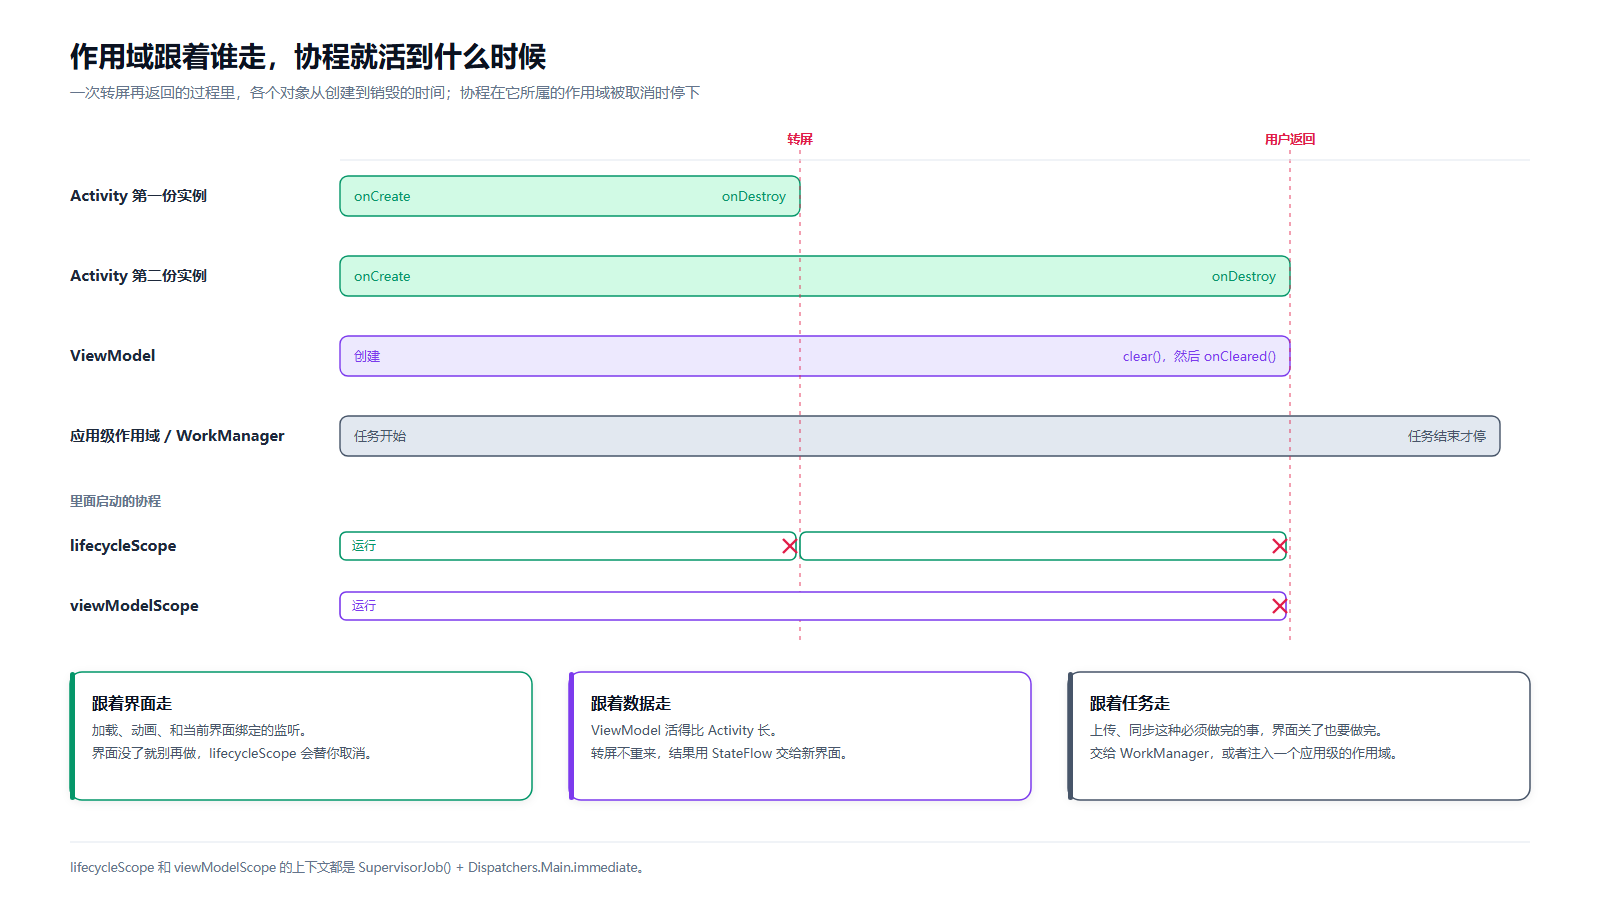 作用域跟着谁走，协程就活到什么时候
一次转屏再返回的过程里，各个对象从创建到销毁的时间；协程在它所属的作用域被取消时停下
转屏
用户返回
Activity 第一份实例
onCreate
onDestroy
Activity 第二份实例
onCreate
onDestroy
ViewModel
创建
clear()，然后 onCleared()
应用级作用域 / WorkManager
任务开始
任务结束才停
里面启动的协程
lifecycleScope
运行
viewModelScope
运行
跟着界面走
加载、动画、和当前界面绑定的监听。
界面没了就别再做，lifecycleScope 会替你取消。
跟着数据走
ViewModel 活得比 Activity 长。
转屏不重来，结果用 StateFlow 交给新界面。
跟着任务走
上传、同步这种必须做完的事，界面关了也要做完。
交给 WorkManager，或者注入一个应用级的作用域。
lifecycleScope 和 viewModelScope 的上下文都是 SupervisorJob() + Dispatchers.Main.immediate。